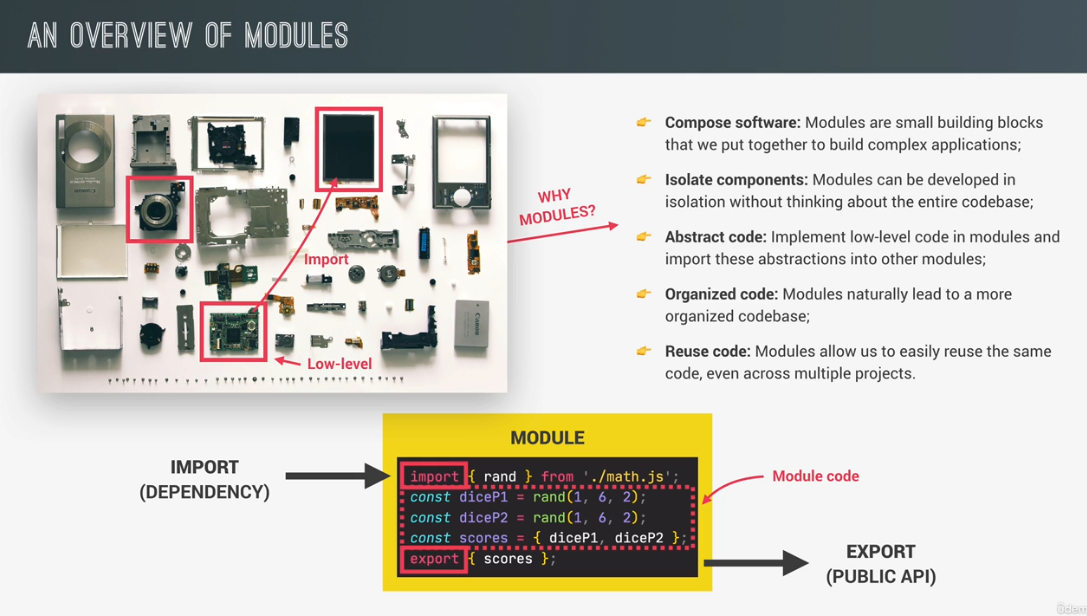 AN OVERVIEW OF MODULES
Import
Low-level
Canon
WHY
MODULES?
👉 Compose software: Modules are small building blocks
that we put together to build complex applications;
👉 Isolate components: Modules can be developed in
isolation without thinking about the entire codebase;
👉 Abstract code: Implement low-level code in modules and
import these abstractions into other modules;
👉 Organized code: Modules naturally lead to a more
organized codebase;
👉 Reuse code: Modules allow us to easily reuse the same
code, even across multiple projects.
IMPORT
(DEPENDENCY)
MODULE
import { rand } from './math.js';
const diceP1 = rand(1, 6, 2);
const diceP2 = rand(1, 6, 2);
const scores = { diceP1, diceP2 };
export { scores };
Module code
EXPORT
(PUBLIC API)